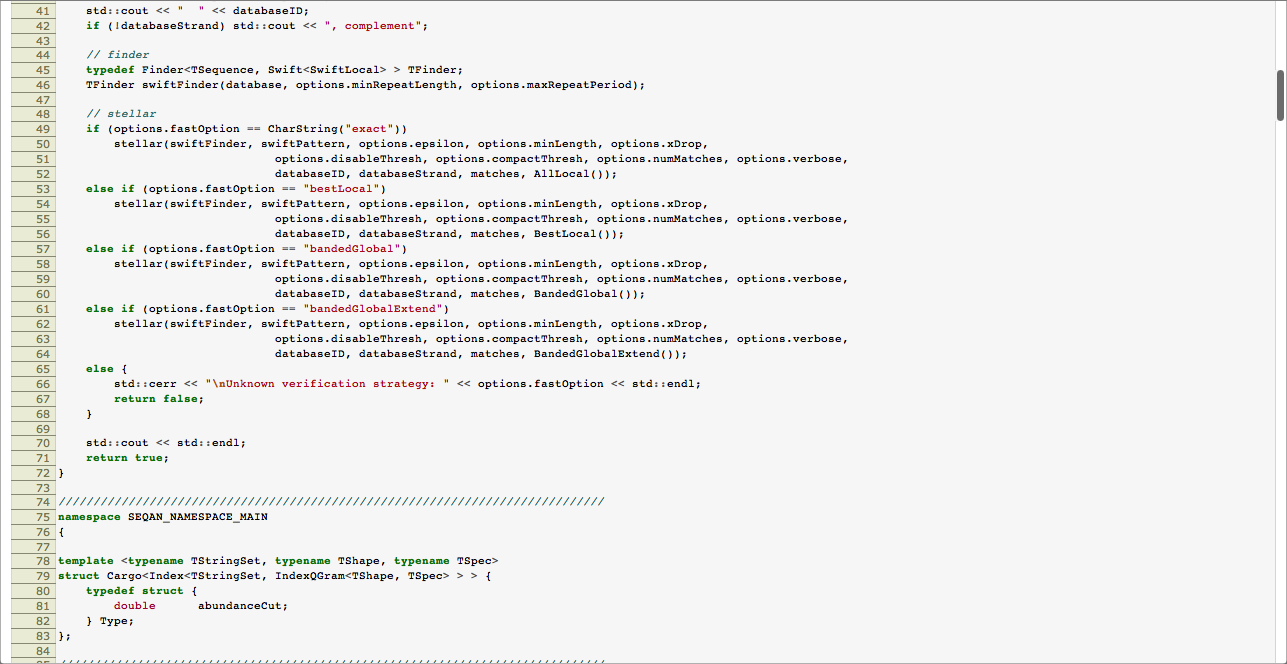 41 std::cout << "  " << databaseID;
42 if (!databaseStrand) std::cout << ", complement";
43
44 // finder
45 typedef Finder<TSequence, Swift<SwiftLocal> > TFinder;
46 TFinder swiftFinder(database, options.minRepeatLength, options.maxRepeatPeriod);
47
48 // stellar
49 if (options.fastOption == CharString("exact"))
50 stellar(swiftFinder, swiftPattern, options.epsilon, options.minLength, options.xDrop,
51 options.disableThresh, options.compactThresh, options.numMatches, options.verbose,
52 databaseID, databaseStrand, matches, AllLocal());
53 else if (options.fastOption == "bestLocal")
54 stellar(swiftFinder, swiftPattern, options.epsilon, options.minLength, options.xDrop,
55 options.disableThresh, options.compactThresh, options.numMatches, options.verbose,
56 databaseID, databaseStrand, matches, BestLocal());
57 else if (options.fastOption == "bandedGlobal")
58 stellar(swiftFinder, swiftPattern, options.epsilon, options.minLength, options.xDrop,
59 options.disableThresh, options.compactThresh, options.numMatches, options.verbose,
60 databaseID, databaseStrand, matches, BandedGlobal());
61 else if (options.fastOption == "bandedGlobalExtend")
62 stellar(swiftFinder, swiftPattern, options.epsilon, options.minLength, options.xDrop,
63 options.disableThresh, options.compactThresh, options.numMatches, options.verbose,
64 databaseID, databaseStrand, matches, BandedGlobalExtend());
65 else {
66 std::cerr << "\nUnknown verification strategy: " << options.fastOption << std::endl;
67 return false;
68 }
69
70 std::cout << std::endl;
71 return true;
72 }
73
74 //////////////////////////////////////////////////////////////////////////////
75 namespace SEQAN_NAMESPACE_MAIN
76 {
77
78 template <typename TStringSet, typename TShape, typename TSpec>
79 struct Cargo<Index<TStringSet, IndexQGram<TShape, TSpec> > > {
80 typedef struct {
81 double abundanceCut;
82 } Type;
83 };
84